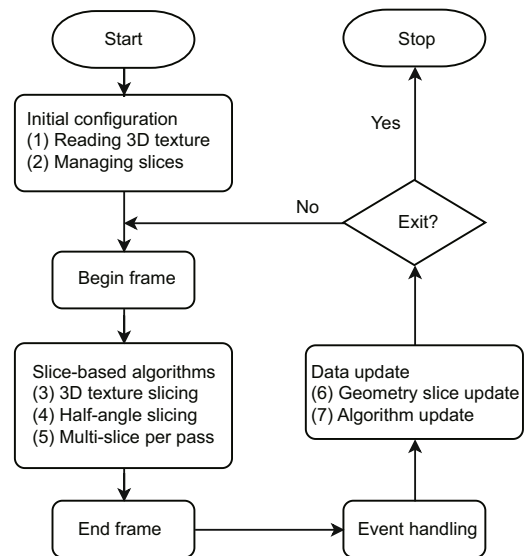 Start
Stop
Initial configuration
(1) Reading 3D texture
(2) Managing slices
Yes
No
Exit?
Begin frame
Slice-based algorithms
(3) 3D texture slicing
(4) Half-angle slicing
(5) Multi-slice per pass
Data update
(6) Geometry slice update
(7) Algorithm update
End frame
Event handling